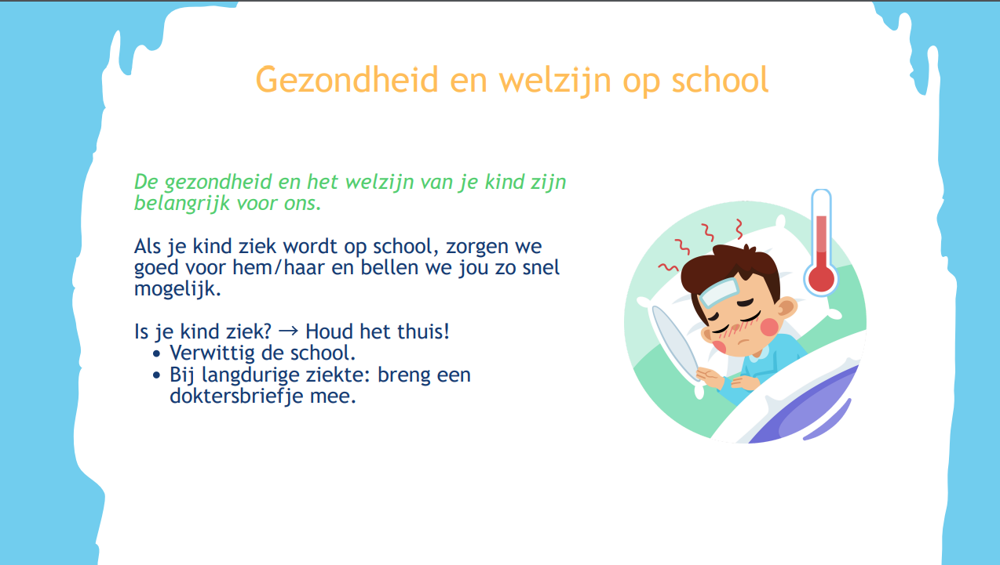 Gezondheid en welzijn op school
De gezondheid en het welzijn van je kind zijn
belangrijk voor ons.
Als je kind ziek wordt op school, zorgen we
goed voor hem/haar en bellen we jou zo snel
mogelijk.
Is je kind ziek? → Houd het thuis!
• Verwittig de school.
• Bij langdurige ziekte: breng een
doktersbriefje mee.